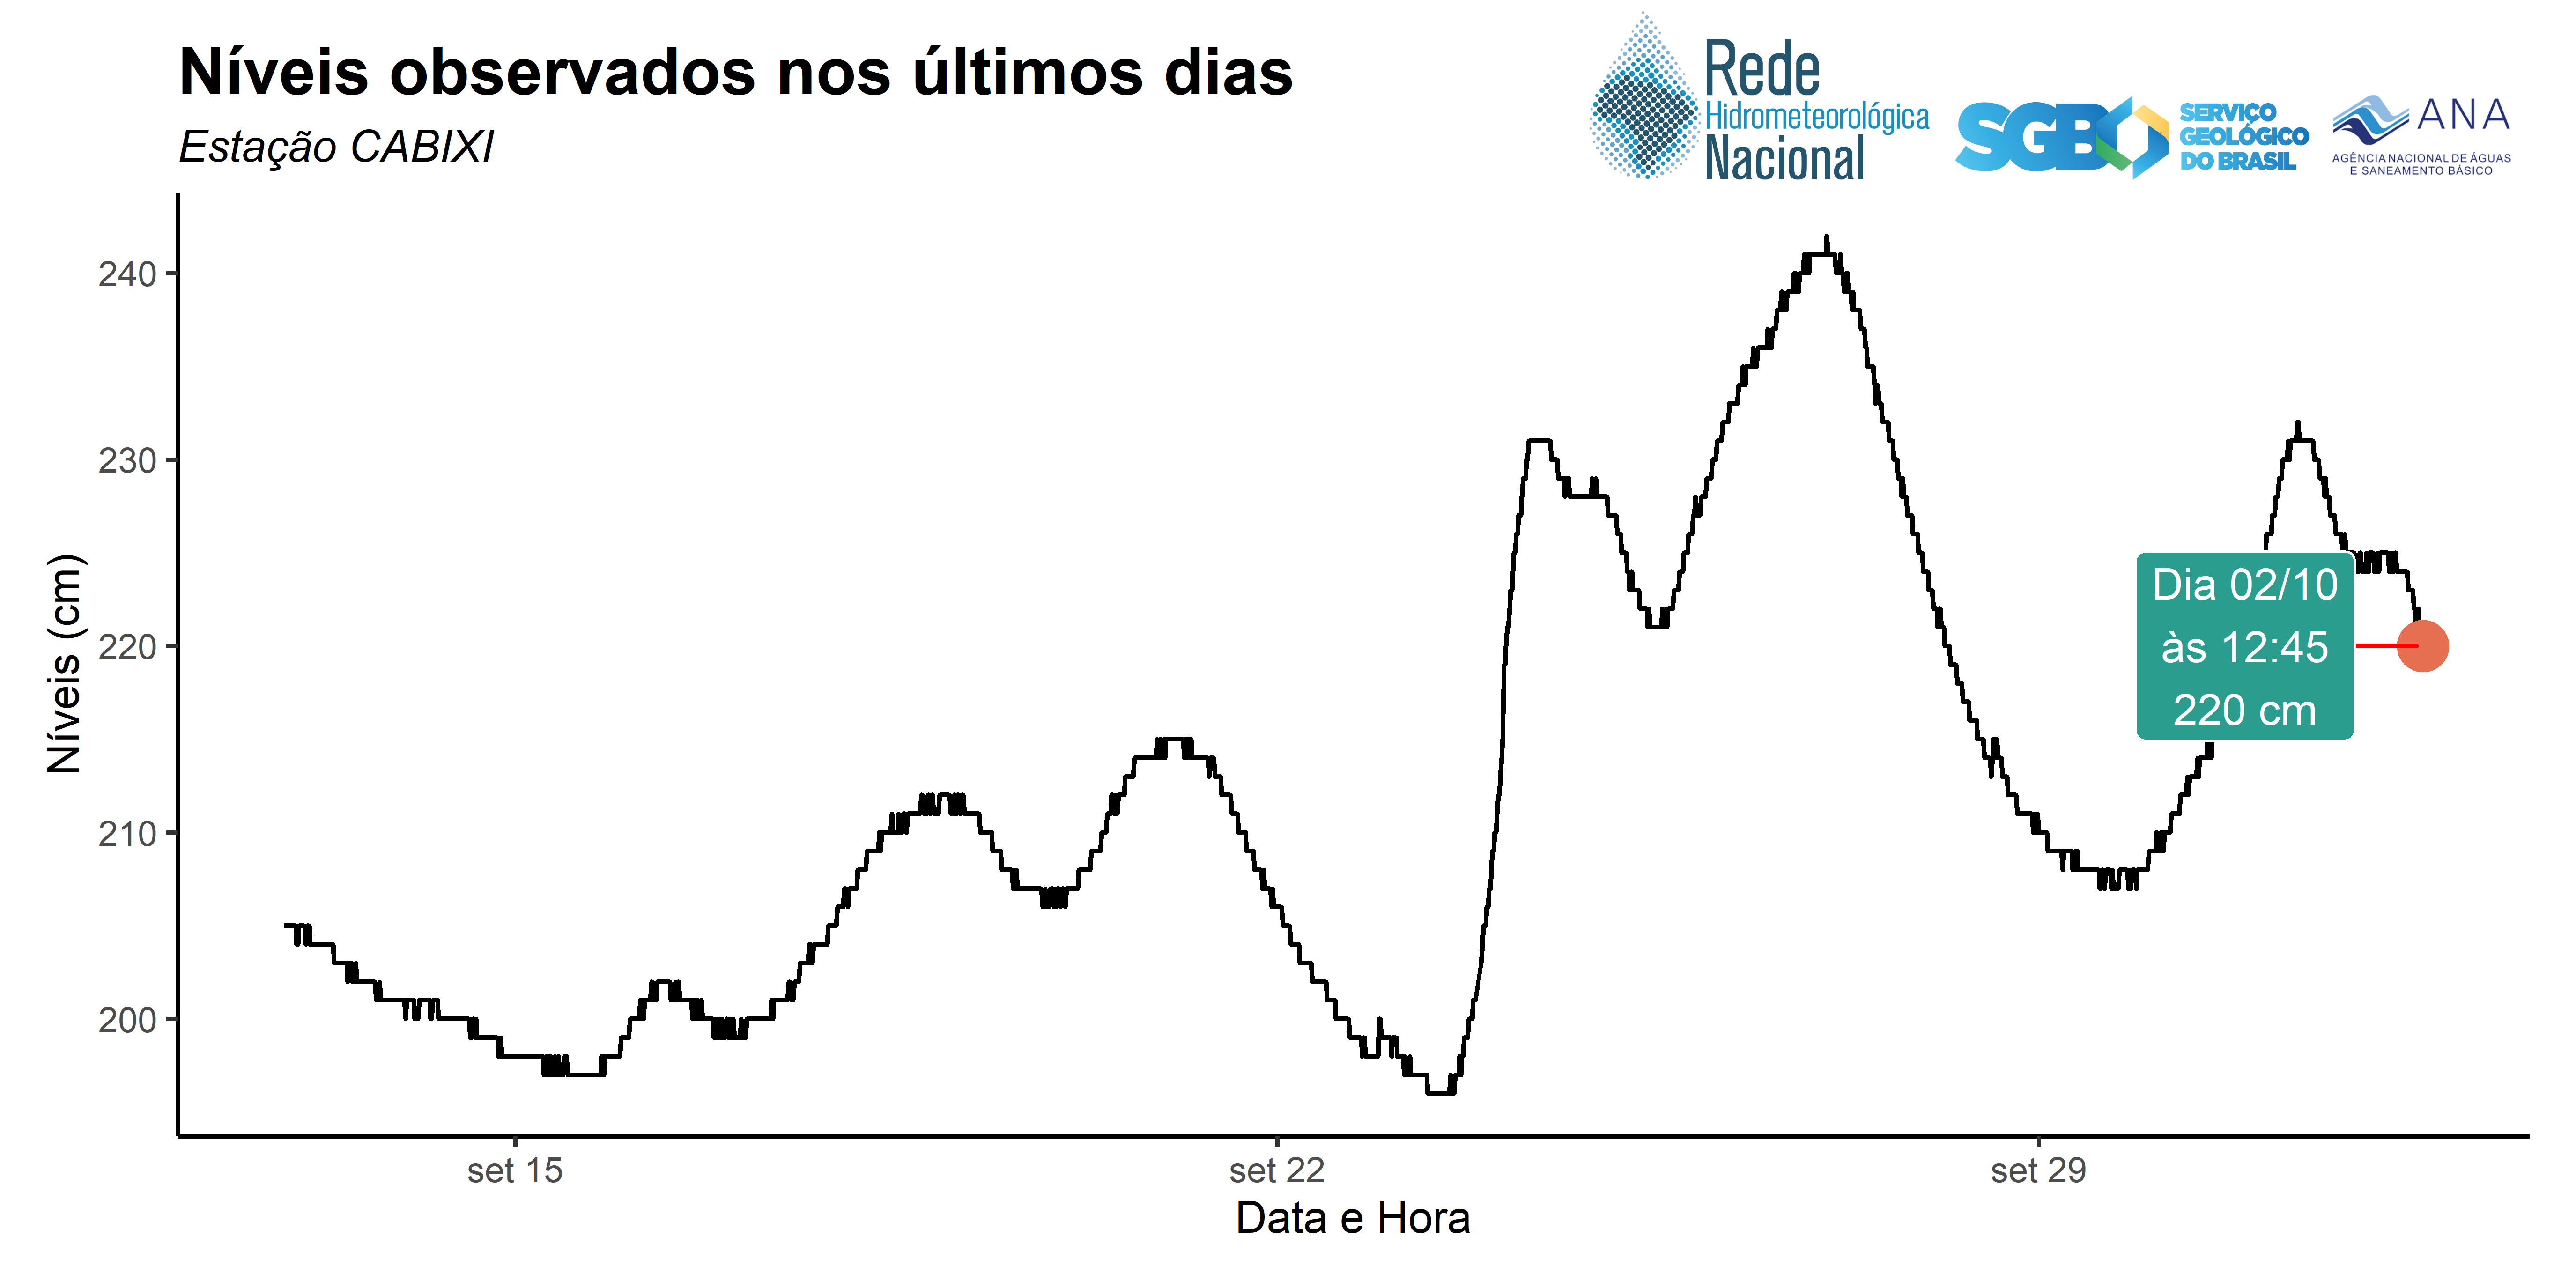 Níveis observados nos últimos dias
Estação CABIXI
Rede
Hidrometeorológica
Nacional
SGB
SERVIÇO
GEOLÓGICO
DO BRASIL
ANA
AGÊNCIA NACIONAL DE ÁGUAS
E SANEAMENTO BÁSICO
Níveis (cm)
240
230
220
210
200
Dia 02/10
às 12:45
220 cm
set 15
set 22
set 29
Data e Hora